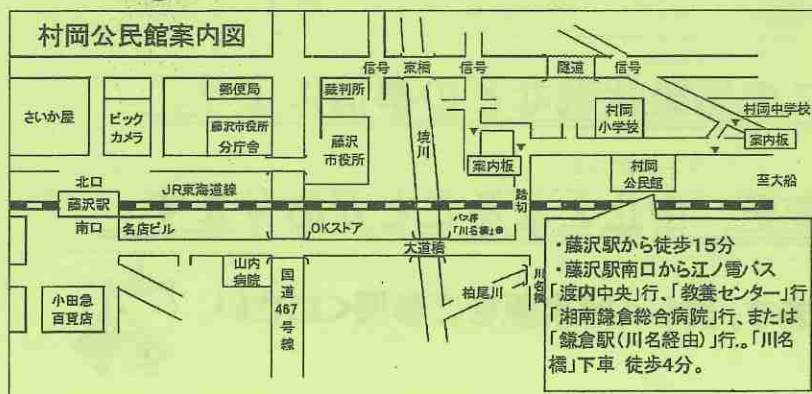 村岡公民館案内図
信号
東橋
信号
隧道
信号
さいか屋
ビック
カメラ
郵便局
藤沢市役所
分庁舎
裁判所
藤沢
市役所
境川
案内板
村岡
小学校
村岡中学校
案内板
村岡
公民館
至大船
北口
JR東海道線
藤沢駅
踏切
南口
名店ビル
OKストア
バス停
「川名橋」
大道橋
山内
病院
国道467号線
柏尾川
川名橋
小田急
百貨店
・藤沢駅から徒歩15分
・藤沢駅南口から江ノ電バス
「渡内中央」行、「教養センター」行
「湘南鎌倉総合病院」行、または
「鎌倉駅(川名経由)」行.。「川名
橋」下車 徒歩4分。